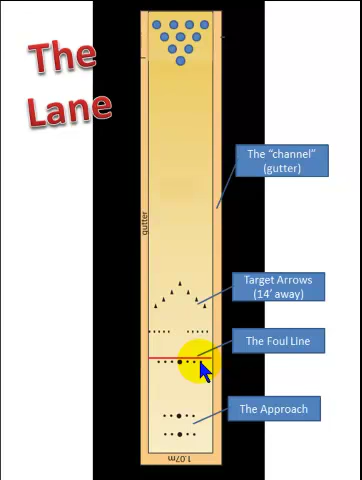 The
Lane
The “channel”
(gutter)
gutter
Target Arrows
(14’ away)
The Foul Line
The Approach
1.07m